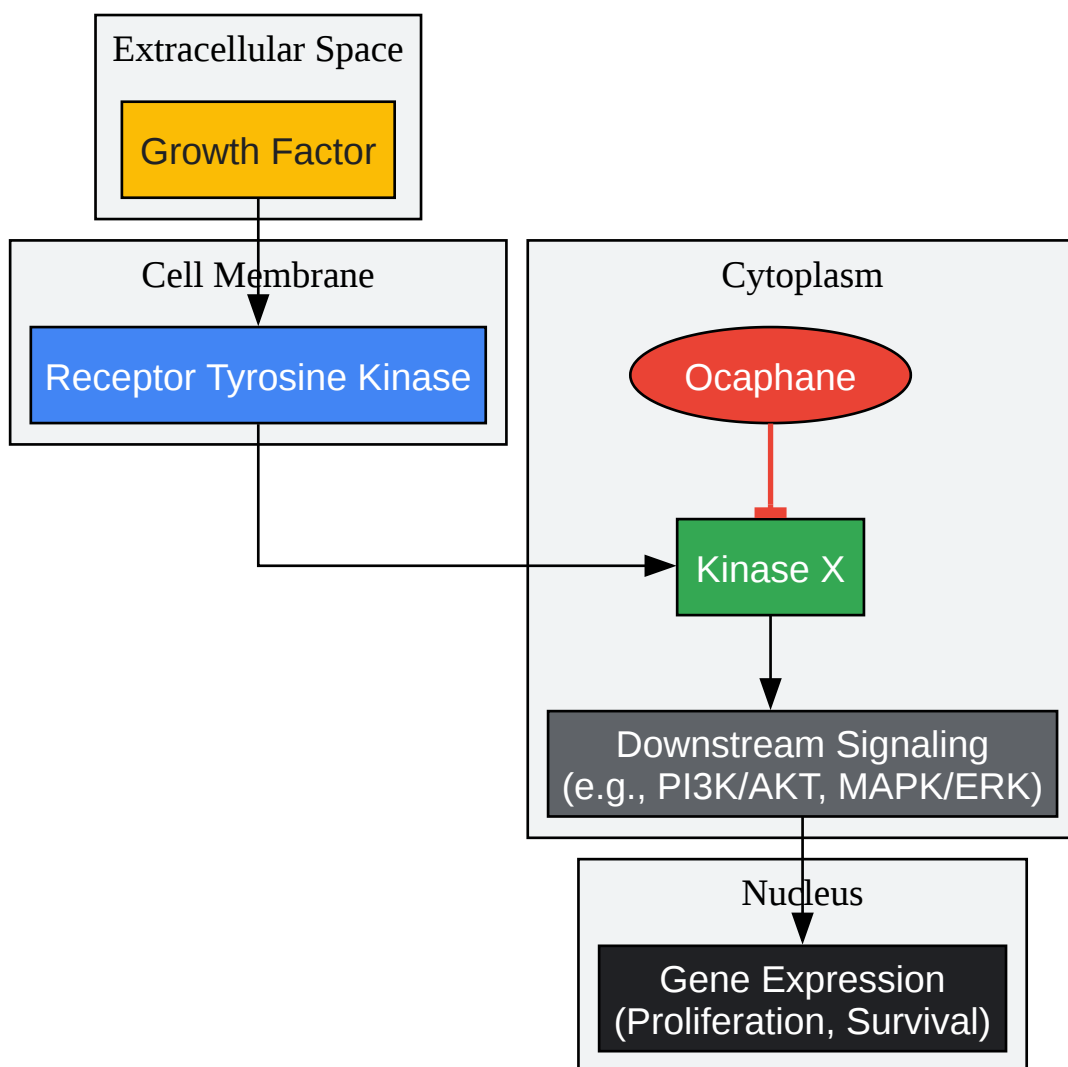 Extracellular Space
Growth Factor
Cell Membrane
Receptor Tyrosine Kinase
Cytoplasm
Ocaphane
Kinase X
Downstream Signaling
(e.g., PI3K/AKT, MAPK/ERK)
Nucleus
Gene Expression
(Proliferation, Survival)